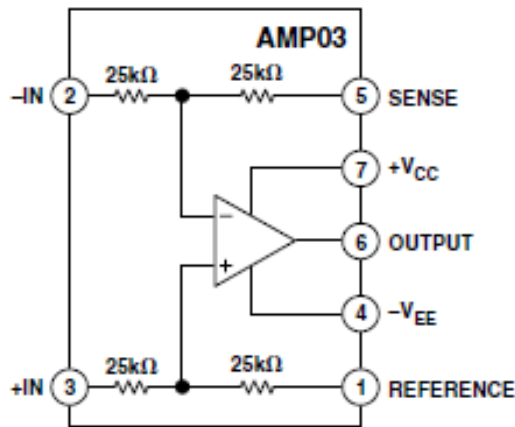 AMP03
25kΩ 25kΩ
–IN 2 5 SENSE
7 +VCC
–
6 OUTPUT
+
4 –VEE
25kΩ 25kΩ
+IN 3 1 REFERENCE